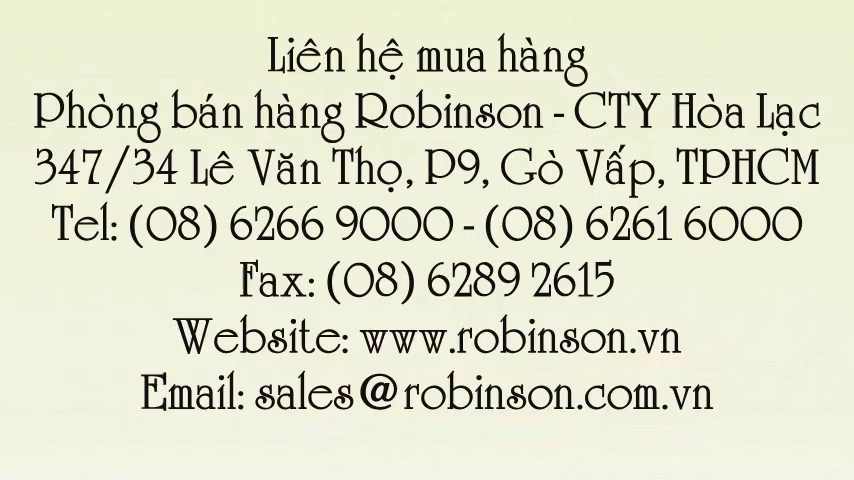 Liên hệ mua hàng
Phòng bán hàng Robinson - CTY Hòa Lạc
347/34 Lê Văn Thọ, P9, Gò Vấp, TPHCM
Tel: (08) 6266 9000 - (08) 6261 6000
Fax: (08) 6289 2615
Website: www.robinson.vn
Email: sales@robinson.com.vn